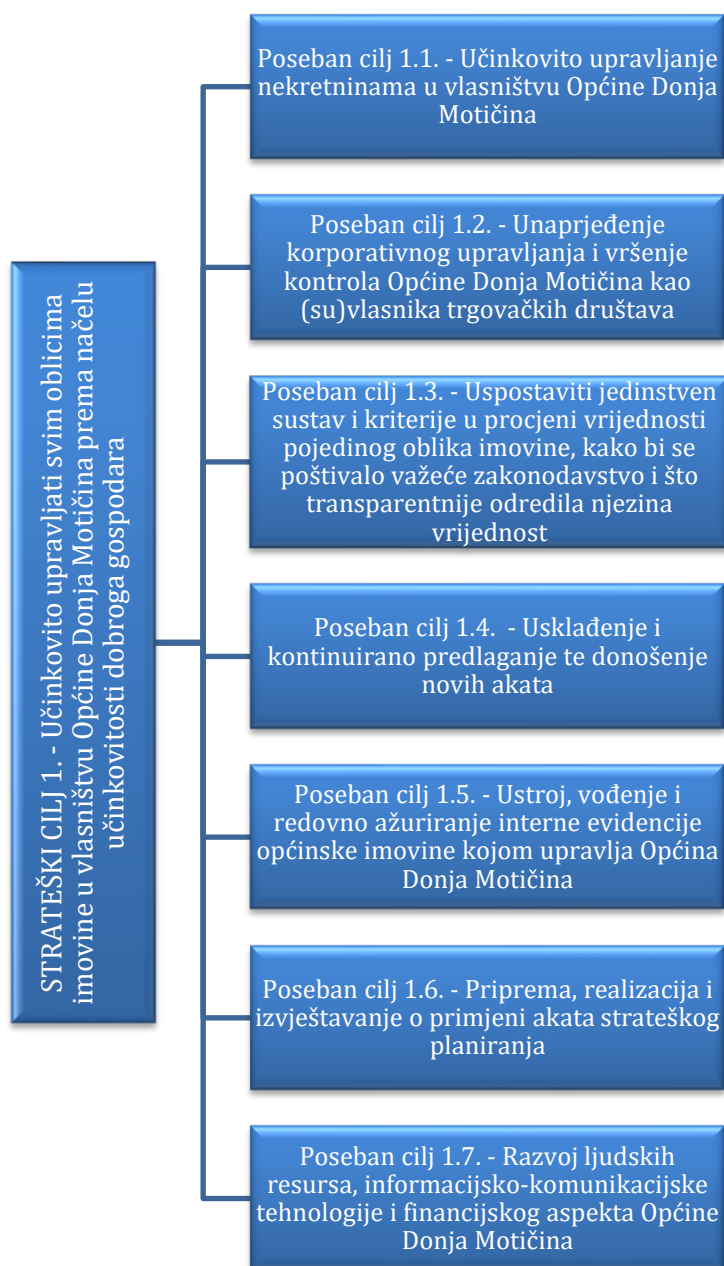 STRATEŠKI CILJ 1. - Učinkovito upravljati svim oblicima
imovine u vlasništvu Općine Donja Motičina prema načelu
učinkovitosti dobroga gospodara
Poseban cilj 1.1. - Učinkovito upravljanje
nekretninama u vlasništvu Općine Donja
Motičina
Poseban cilj 1.2. - Unaprjeđenje
korporativnog upravljanja i vršenje
kontrola Općine Donja Motičina kao
(su)vlasnika trgovačkih društava
Poseban cilj 1.3. - Uspostaviti jedinstven
sustav i kriterije u procjeni vrijednosti
pojedinog oblika imovine, kako bi se
poštivalo važeće zakonodavstvo i što
transparentnije odredila njezina
vrijednost
Poseban cilj 1.4.  - Usklađenje i
kontinuirano predlaganje te donošenje
novih akata
Poseban cilj 1.5. - Ustroj, vođenje i
redovno ažuriranje interne evidencije
općinske imovine kojom upravlja Općina
Donja Motičina
Poseban cilj 1.6. - Priprema, realizacija i
izvještavanje o primjeni akata strateškog
planiranja
Poseban cilj 1.7. - Razvoj ljudskih
resursa, informacijsko-komunikacijske
tehnologije i financijskog aspekta Općine
Donja Motičina